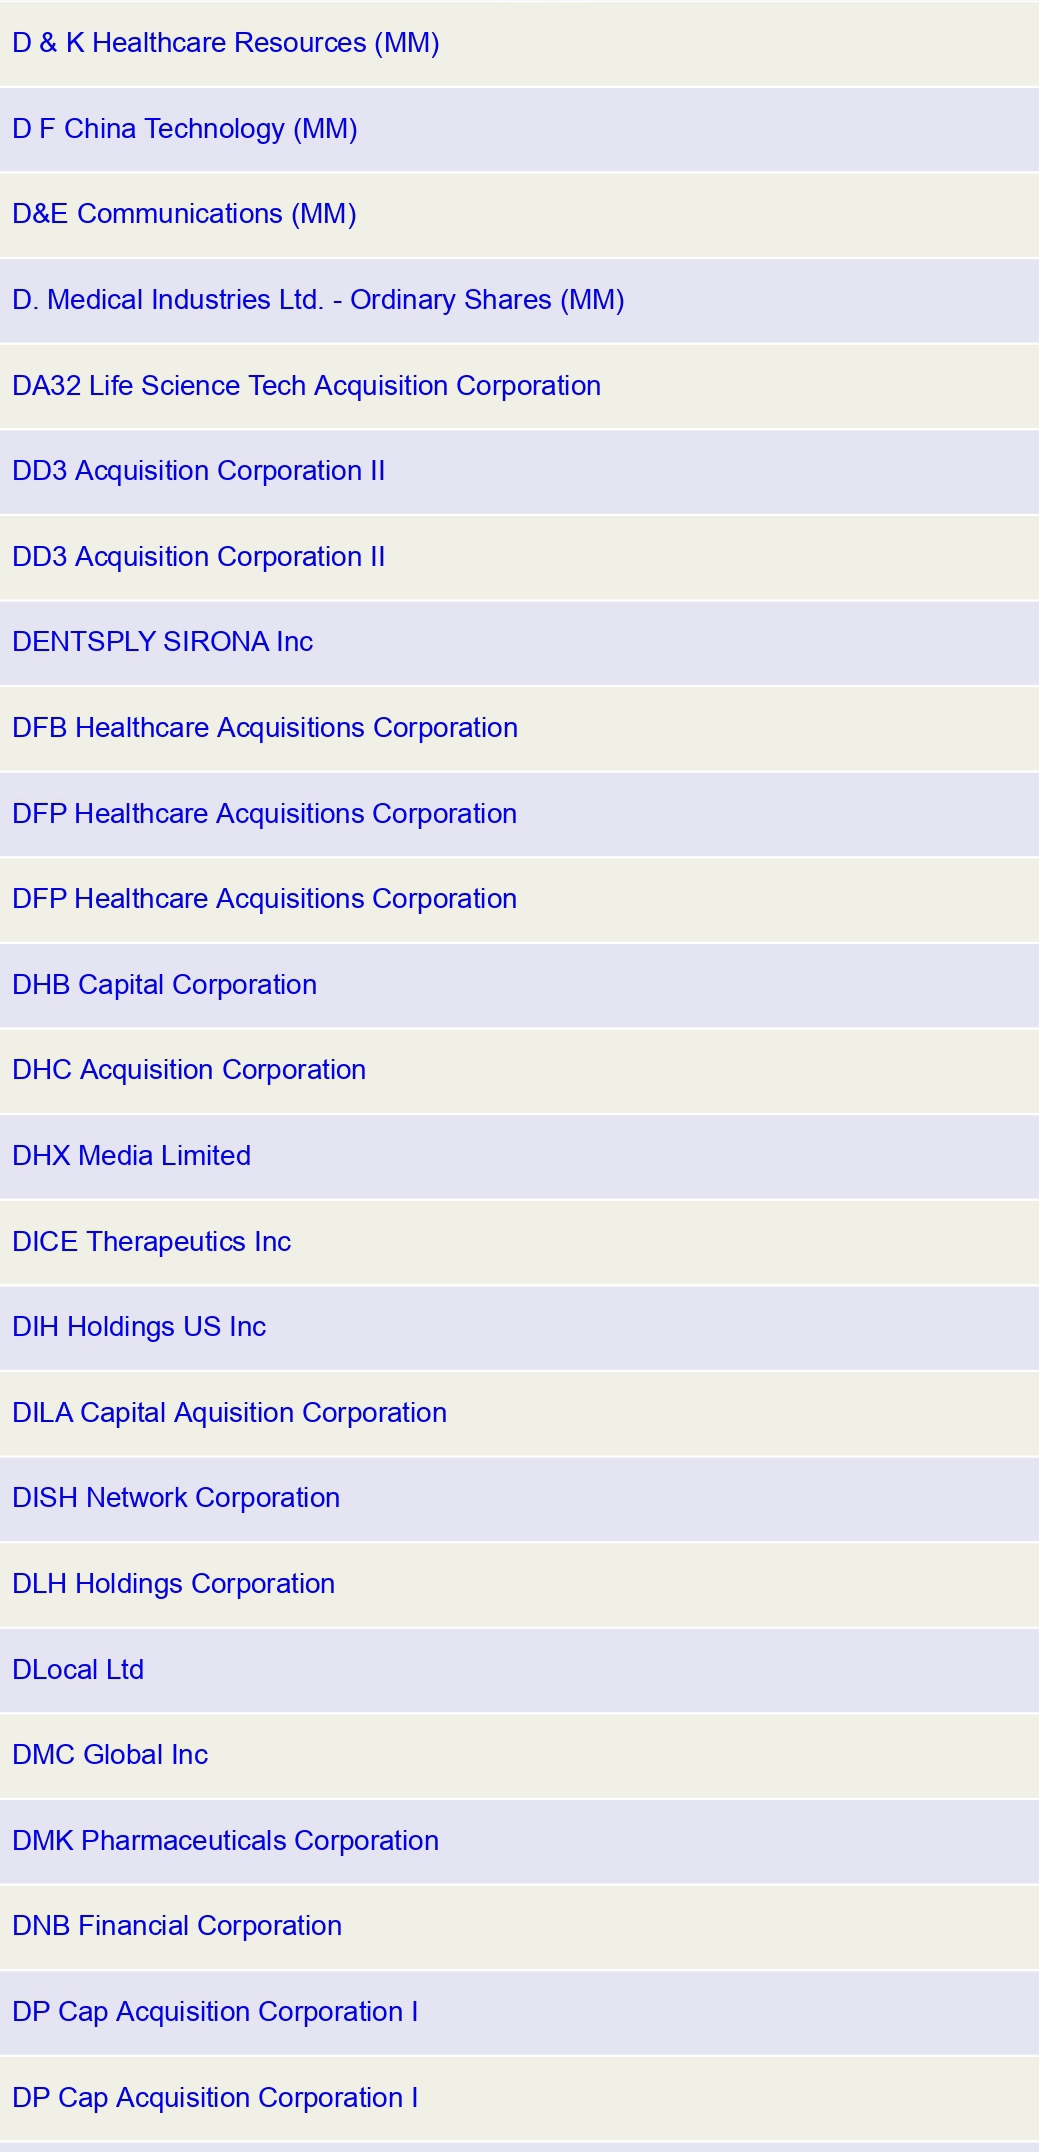 D & K Healthcare Resources (MM)
D F China Technology (MM)
D&E Communications (MM)
D. Medical Industries Ltd. - Ordinary Shares (MM)
DA32 Life Science Tech Acquisition Corporation
DD3 Acquisition Corporation II
DD3 Acquisition Corporation II
DENTSPLY SIRONA Inc
DFB Healthcare Acquisitions Corporation
DFP Healthcare Acquisitions Corporation
DFP Healthcare Acquisitions Corporation
DHB Capital Corporation
DHC Acquisition Corporation
DHX Media Limited
DICE Therapeutics Inc
DIH Holdings US Inc
DILA Capital Aquisition Corporation
DISH Network Corporation
DLH Holdings Corporation
DLocal Ltd
DMC Global Inc
DMK Pharmaceuticals Corporation
DNB Financial Corporation
DP Cap Acquisition Corporation I
DP Cap Acquisition Corporation I